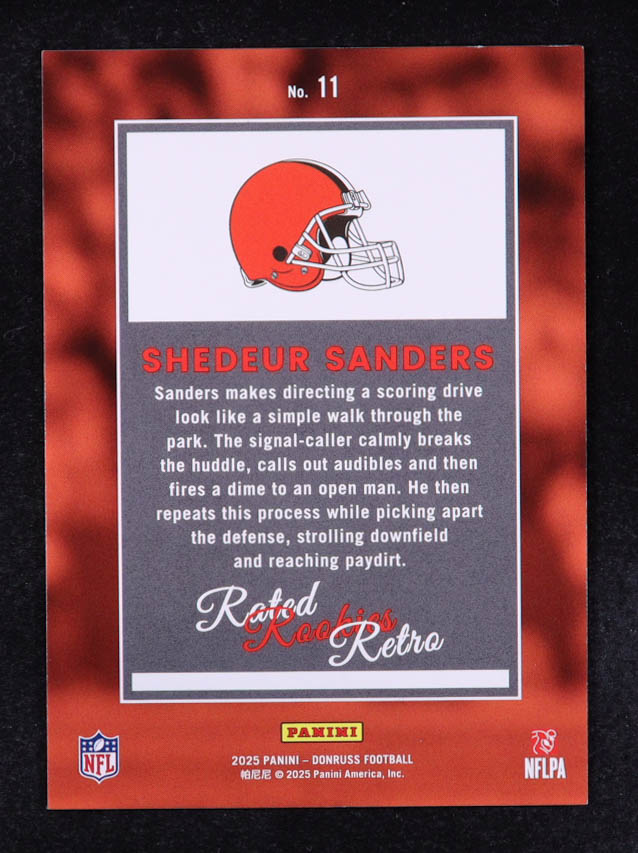 No. 11
SHEDEUR SANDERS
Sanders makes directing a scoring drive
look like a simple walk through the
park. The signal-caller calmly breaks
the huddle, calls out audibles and then
fires a dime to an open man. He then
repeats this process while picking apart
the defense, strolling downfield
and reaching paydirt.
Rated
Rookies
Retro
PANINI
NFL
2025 PANINI – DONRUSS FOOTBALL
帕尼尼 © 2025 Panini America, Inc.
NFLPA